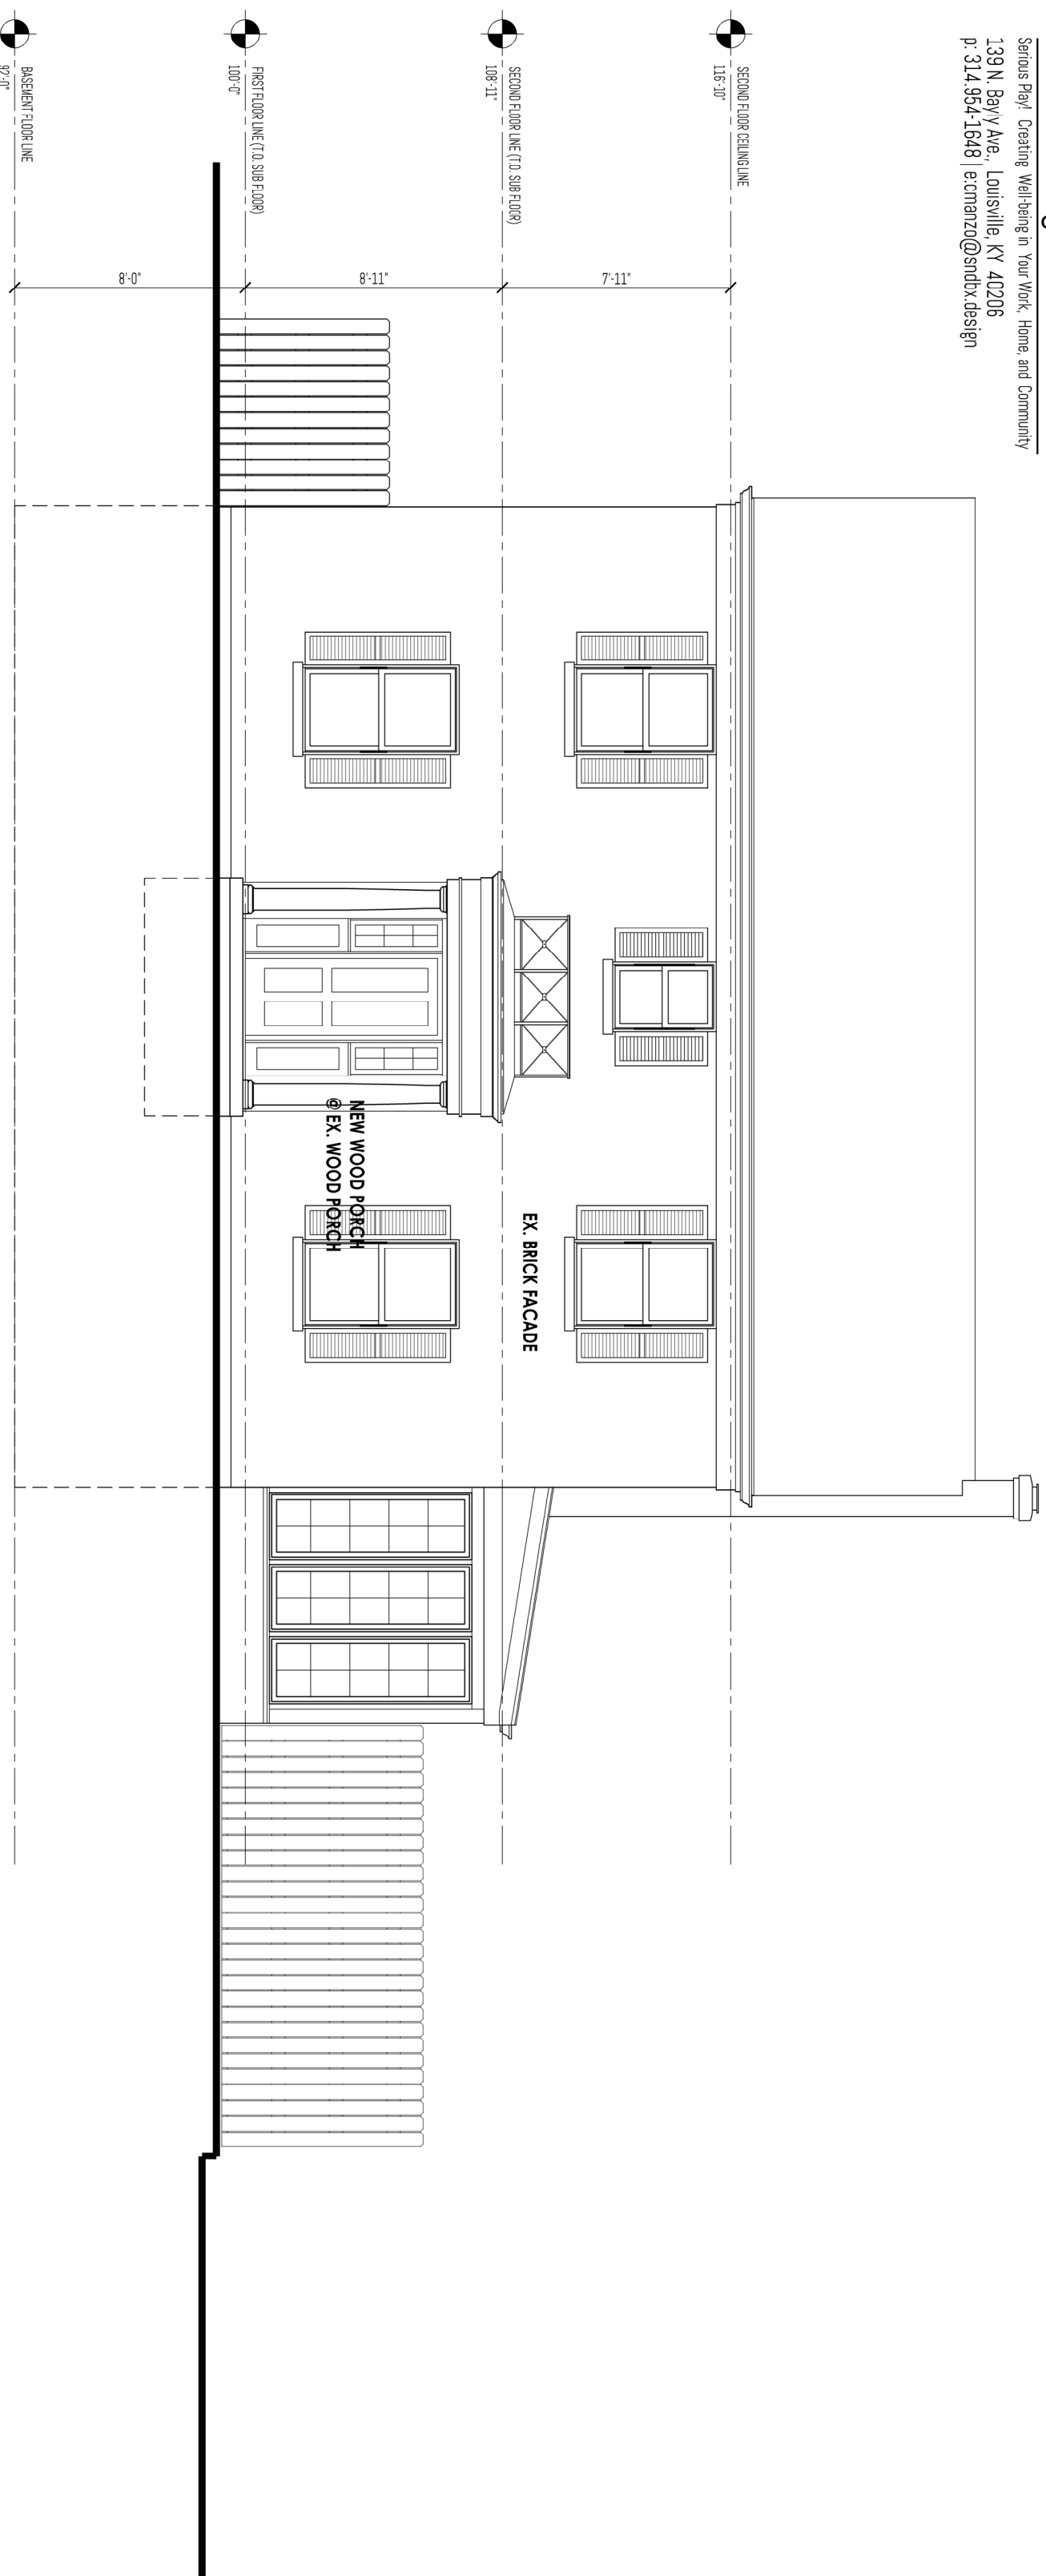 Serious Play! Creating Well-being in Your Work, Home, and Community
139 N. Bayly Ave., Louisville, KY 40206
p: 314.954-1648 | e:cmanzo@sndbx.design
SECOND FLOOR CEILING LINE
116'-10"
7'-11"
SECOND FLOOR LINE (T.O. SUB FLOOR)
108'-11"
EX. BRICK FACADE
8'-11"
NEW WOOD PORCH
@ EX. WOOD PORCH
FIRST FLOOR LINE (T.O. SUB FLOOR)
100'-0"
8'-0"
BASEMENT FLOOR LINE
92'-0"